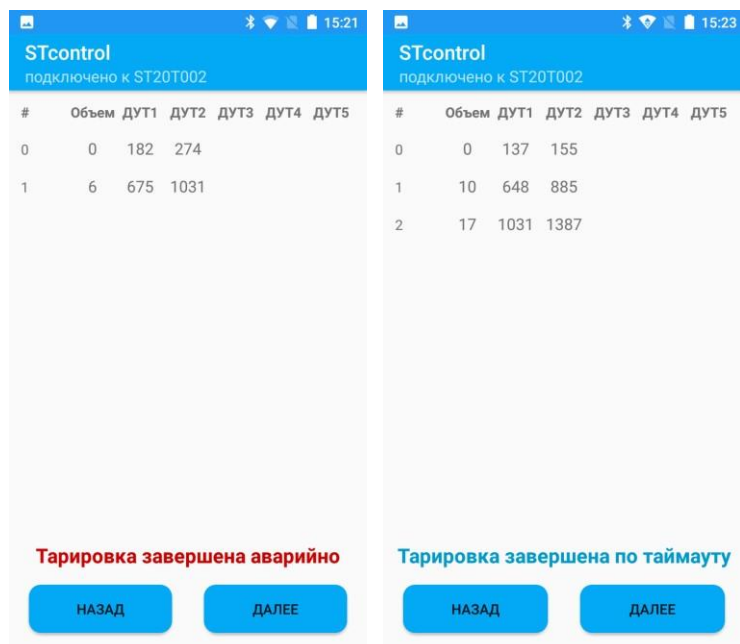 15:21
STcontrol
подключено к ST20T002
# Объем ДУТ1 ДУТ2 ДУТ3 ДУТ4 ДУТ5
0 0 182 274
1 6 675 1031
Тарировка завершена аварийно
НАЗАД ДАЛЕЕ
15:23
STcontrol
подключено к ST20T002
# Объем ДУТ1 ДУТ2 ДУТ3 ДУТ4 ДУТ5
0 0 137 155
1 10 648 885
2 17 1031 1387
Тарировка завершена по таймауту
НАЗАД ДАЛЕЕ